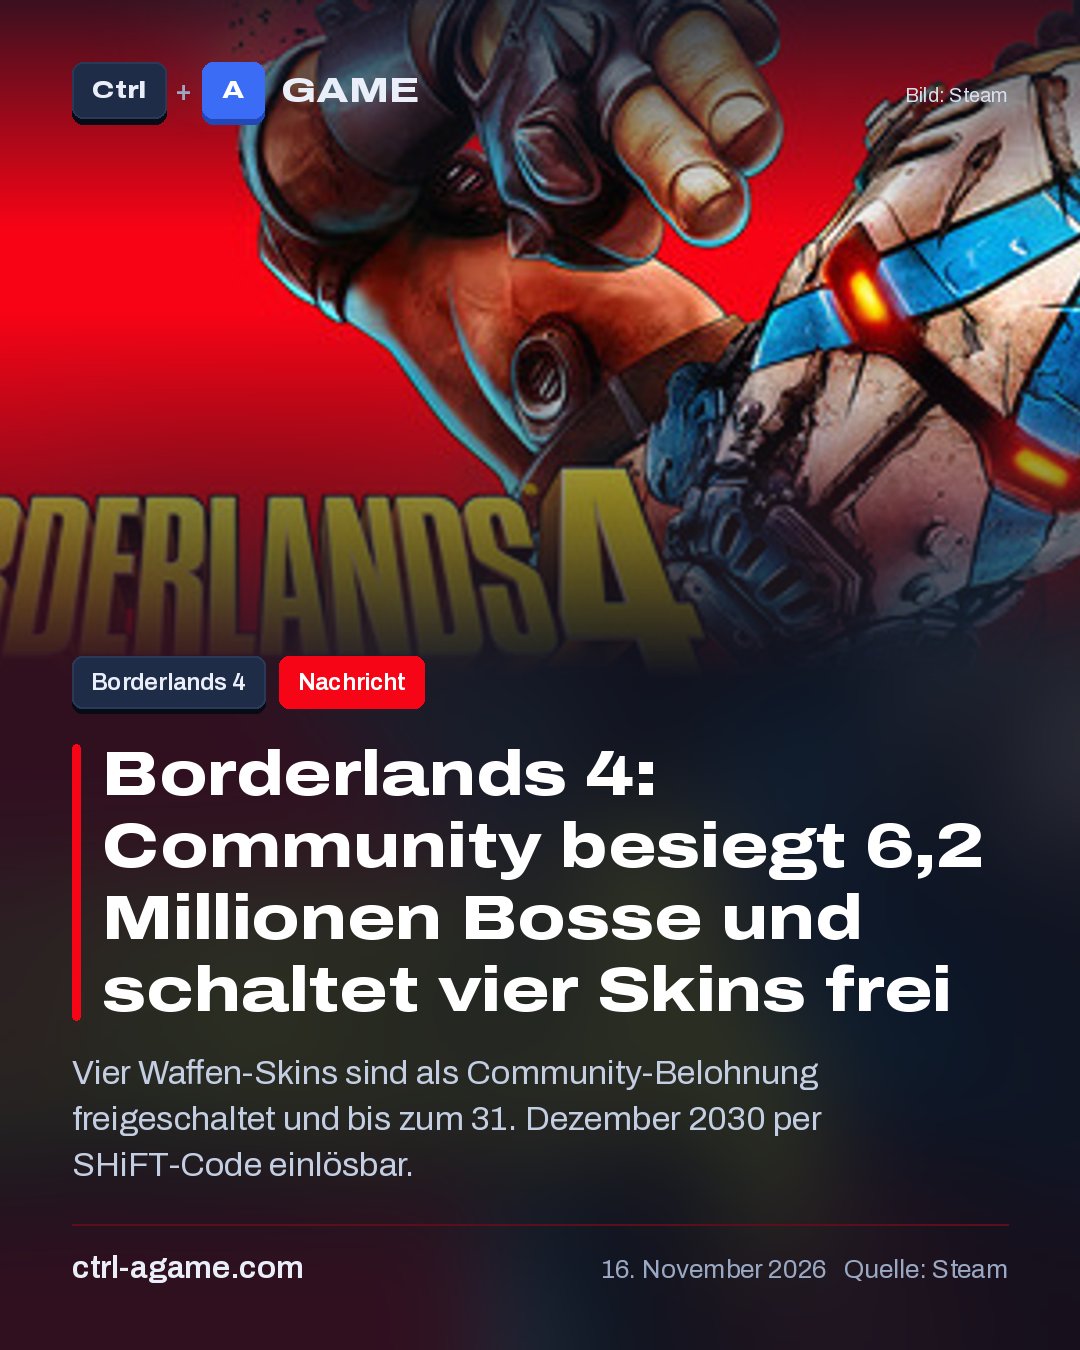 Ctrl + A GAME
Bild: Steam
RDERLANDS 4
Borderlands 4
Nachricht
Borderlands 4:
Community besiegt 6,2
Millionen Bosse und
schaltet vier Skins frei
Vier Waffen-Skins sind als Community-Belohnung
freigeschaltet und bis zum 31. Dezember 2030 per
SHiFT-Code einlösbar.
ctrl-agame.com
16. November 2026 Quelle: Steam